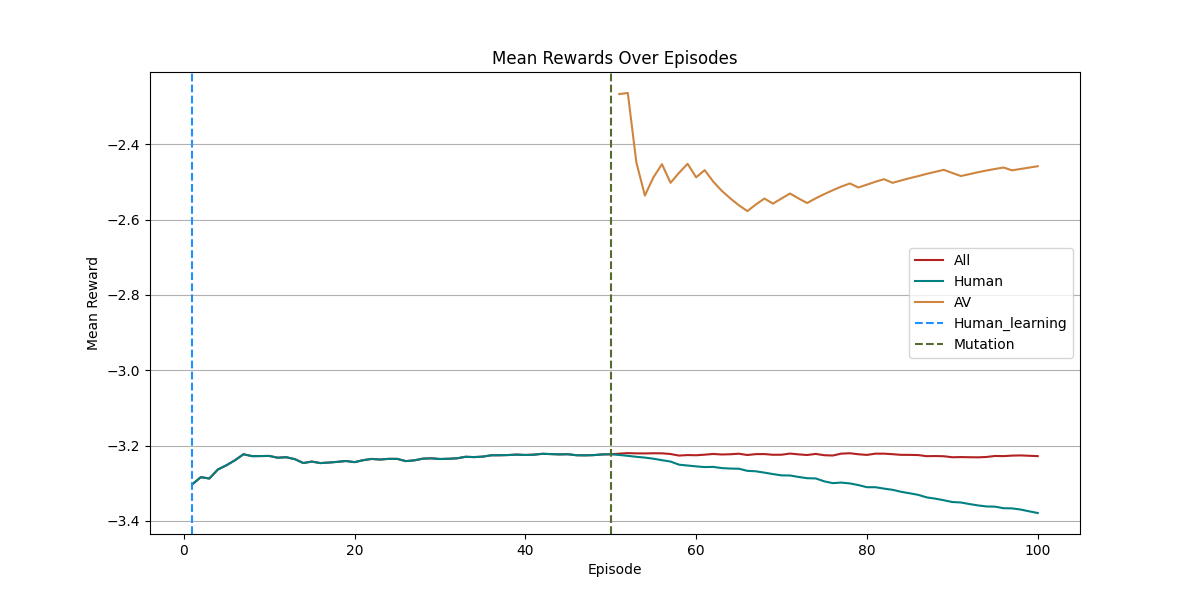 Mean Rewards Over Episodes
Mean Reward
−2.4
−2.6
−2.8
−3.0
−3.2
−3.4
All
Human
AV
Human_learning
Mutation
0
20
40
60
80
100
Episode